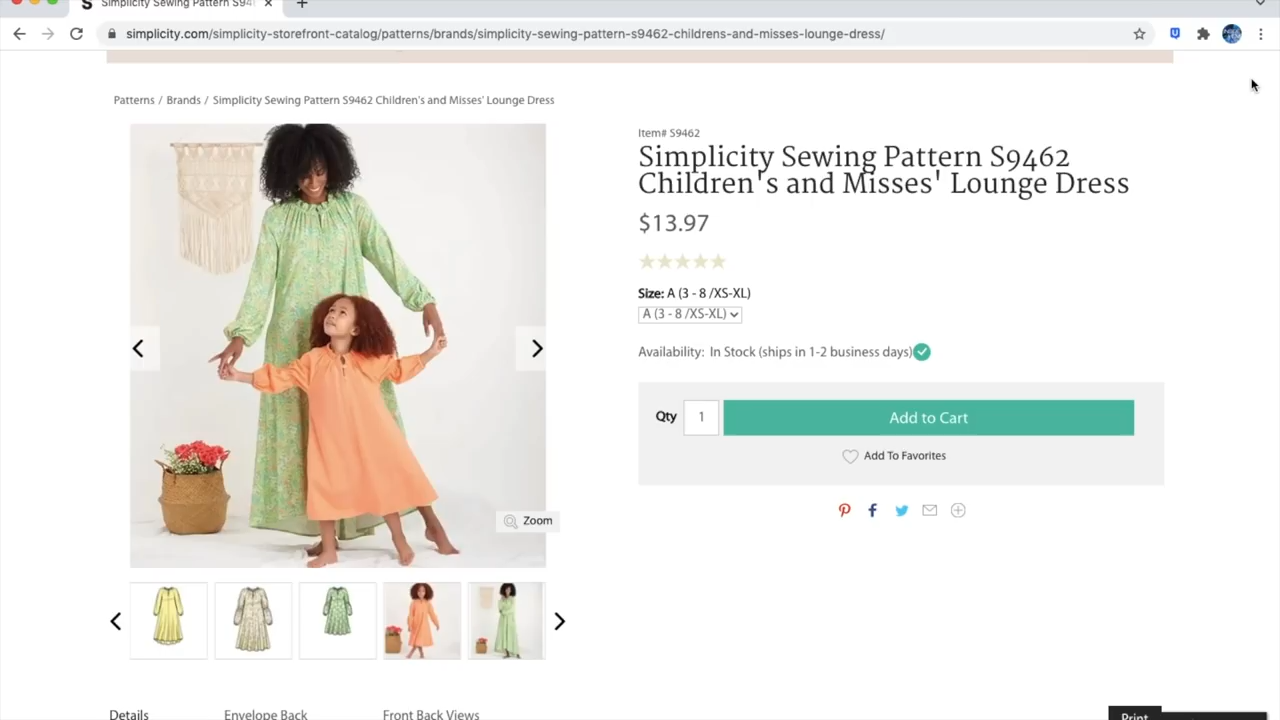 Simplicity Sewing Pattern S94
simplicity.com/simplicity-storefront-catalog/patterns/brands/simplicity-sewing-pattern-s9462-childrens-and-misses-lounge-dress/
Patterns / Brands / Simplicity Sewing Pattern S9462 Children's and Misses' Lounge Dress
Item# S9462
Simplicity Sewing Pattern S9462
Children's and Misses' Lounge Dress
$13.97
Size: A (3 - 8 /XS-XL)
A (3 - 8 /XS-XL)
Availability: In Stock (ships in 1-2 business days)
Qty 1 Add to Cart
Add To Favorites
Zoom
Details Envelope Back Front Back Views
Print